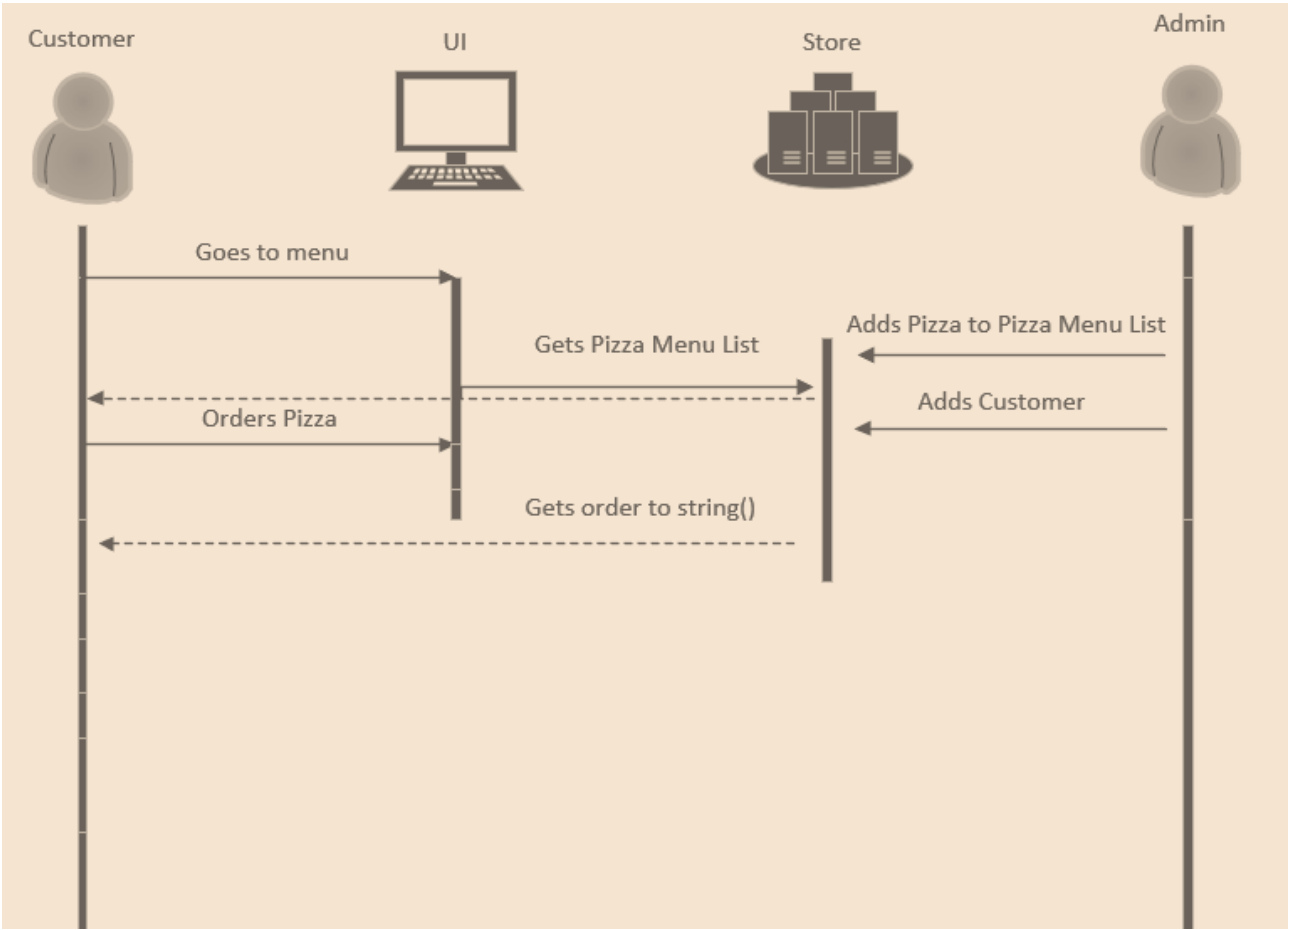 Customer
UI
Store
Admin
Goes to menu
Adds Pizza to Pizza Menu List
Gets Pizza Menu List
Adds Customer
Orders Pizza
Gets order to string()